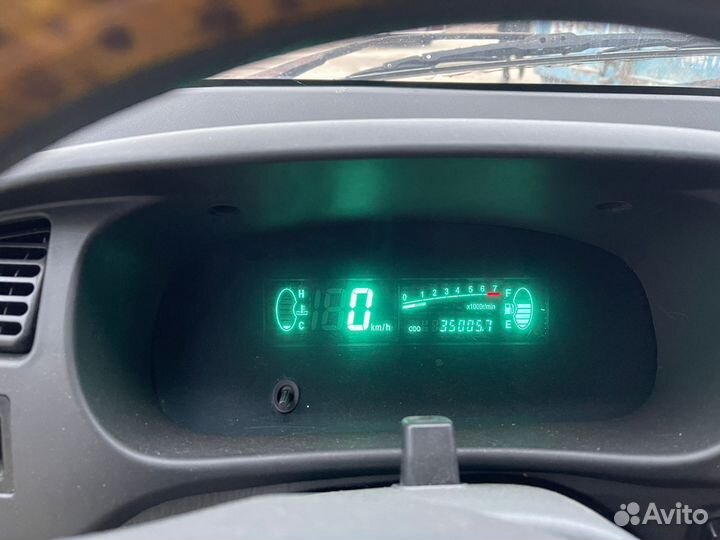 H
C
0 km/h
0 1 2 3 4 5 6 7
x1000r/min
ODO 35005.7
F
E
Avito